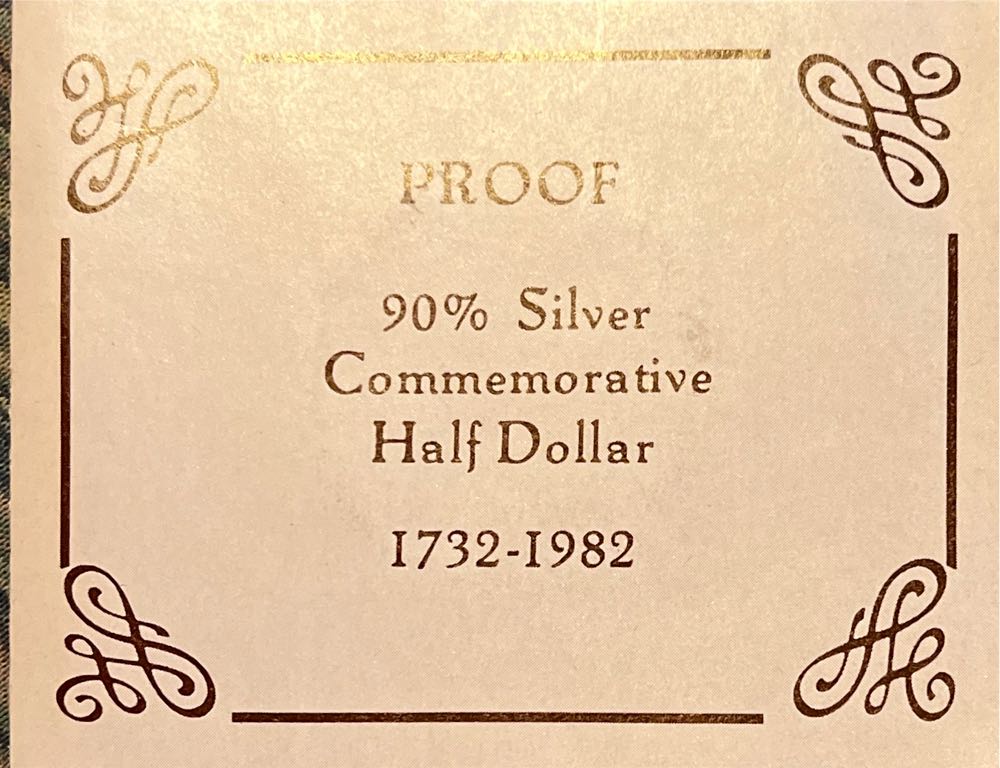 PROOF
90% Silver
Commemorative
Half Dollar
1732-1982